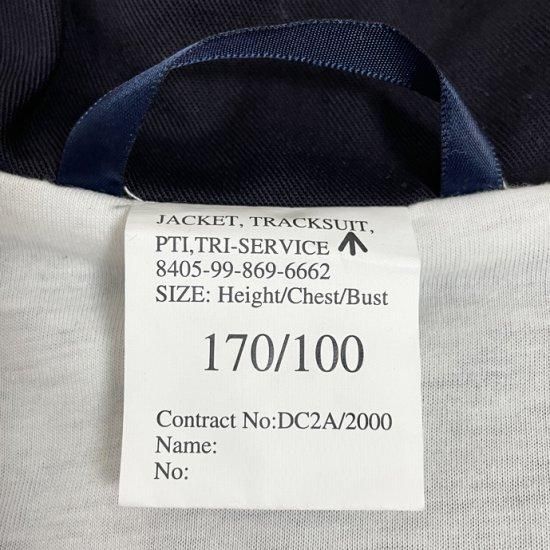 JACKET, TRACKSUIT,
PTI,TRI-SERVICE
8405-99-869-6662
SIZE: Height/Chest/Bust
170/100
Contract No:DC2A/2000
Name:
No: